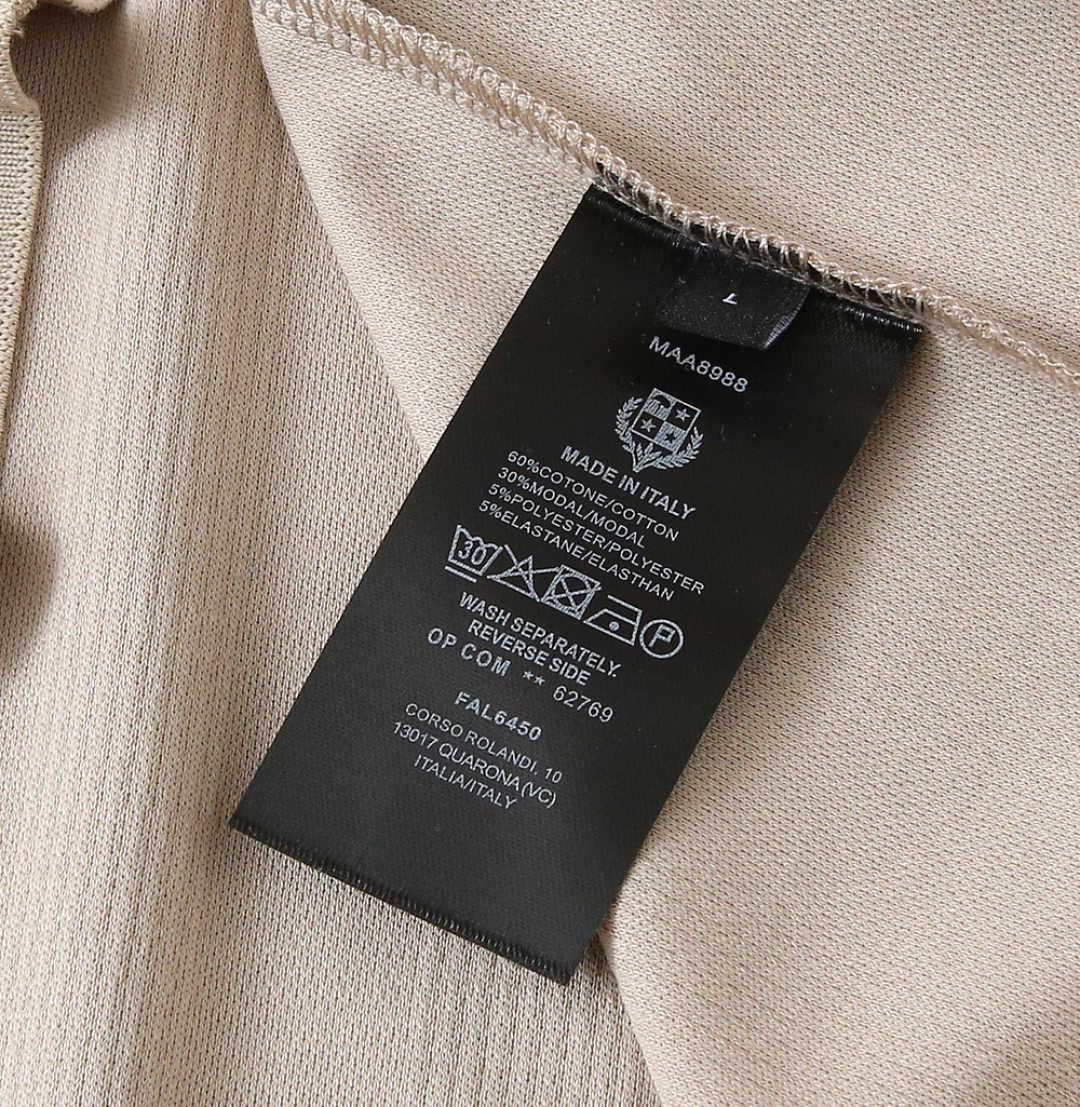 L
MAA8988
MADE IN ITALY
60%COTONE/COTTON
30%MODAL/MODAL
5%POLYESTER/POLYESTER
5%ELASTANE/ELASTHAN
30 P
WASH SEPARATELY.
REVERSE SIDE
OP COM ** 62769
FAL6450
CORSO ROLANDI, 10
13017 QUARONA(VC)
ITALIA/ITALY